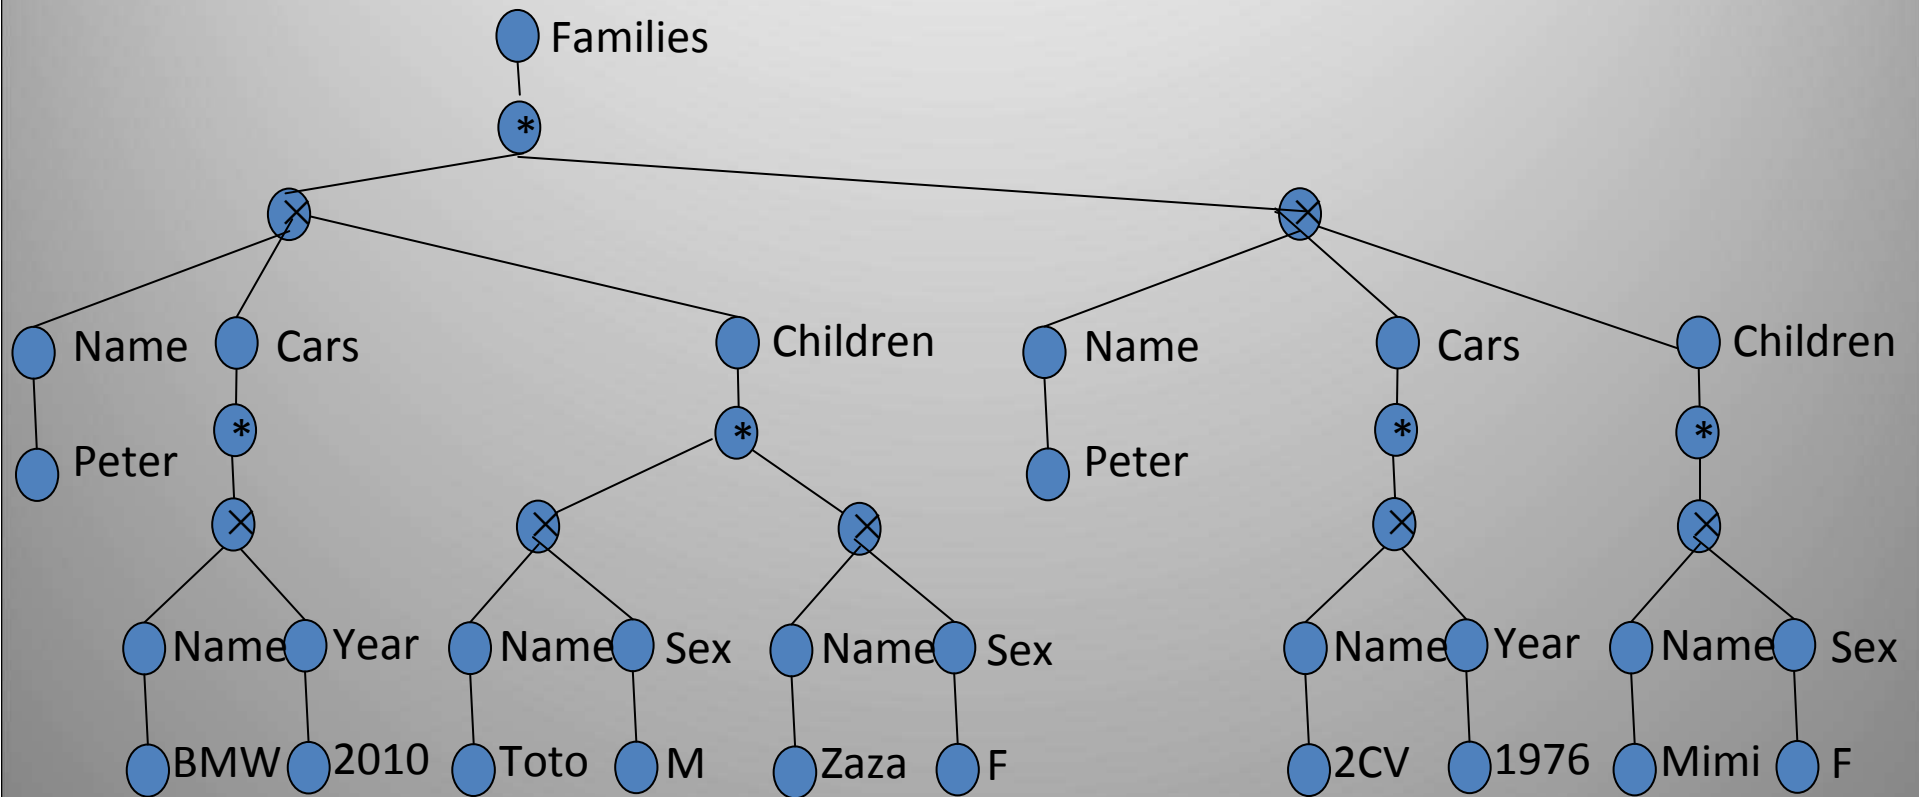 Families
*
× ×
Name Cars Children Name Cars Children
* * * *
Peter Peter
× × × × ×
Name Year Name Sex Name Sex Name Year Name Sex
BMW 2010 Toto M Zaza F 2CV 1976 Mimi F